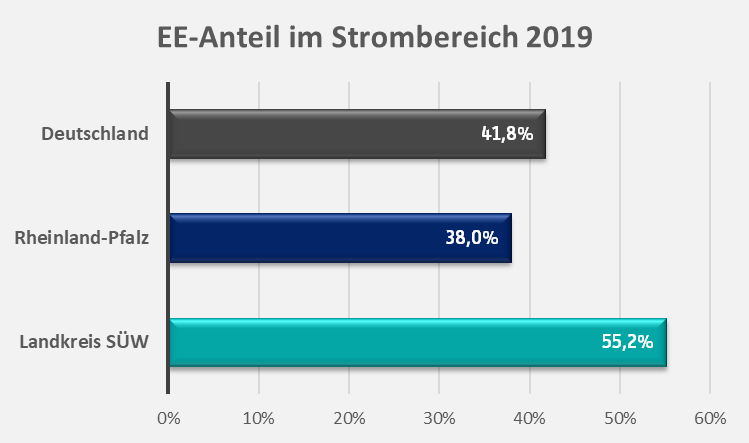 EE-Anteil im Strombereich 2019
Deutschland
41,8%
Rheinland-Pfalz
38,0%
Landkreis SÜW
55,2%
0% 10% 20% 30% 40% 50% 60%